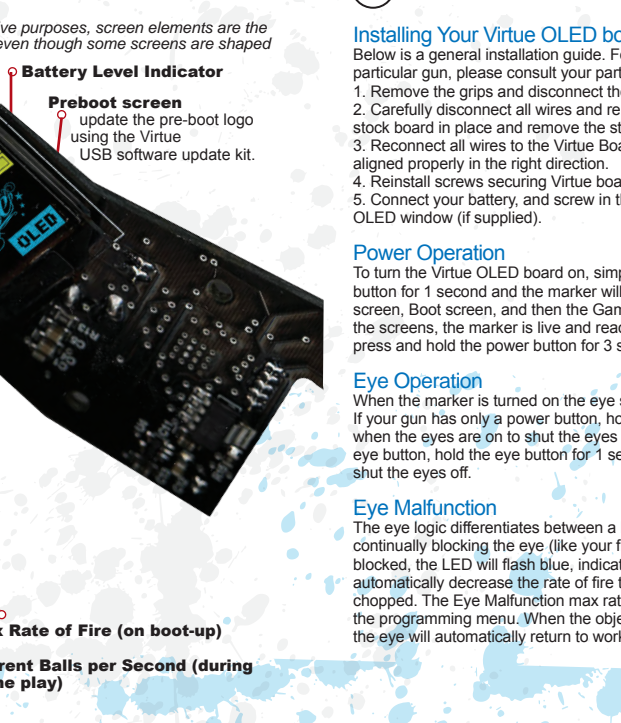 ve purposes, screen elements are the
even though some screens are shaped
Battery Level Indicator
Preboot screen
update the pre-boot logo
using the Virtue
USB software update kit.
OLED
Rate of Fire (on boot-up)
rent Balls per Second (during
e play)
Installing Your Virtue OLED bo
Below is a general installation guide. F
particular gun, please consult your part
1. Remove the grips and disconnect the
2. Carefully disconnect all wires and re
stock board in place and remove the st
3. Reconnect all wires to the Virtue Boa
aligned properly in the right direction.
4. Reinstall screws securing Virtue boa
5. Connect your battery, and screw in th
OLED window (if supplied).
Power Operation
To turn the Virtue OLED board on, simp
button for 1 second and the marker will
screen, Boot screen, and then the Gam
the screens, the marker is live and read
press and hold the power button for 3 s
Eye Operation
When the marker is turned on the eye s
If your gun has only a power button, ho
when the eyes are on to shut the eyes
eye button, hold the eye button for 1 se
shut the eyes off.
Eye Malfunction
The eye logic differentiates between a
continually blocking the eye (like your f
blocked, the LED will flash blue, indicat
automatically decrease the rate of fire t
chopped. The Eye Malfunction max rat
the programming menu. When the obje
the eye will automatically return to work